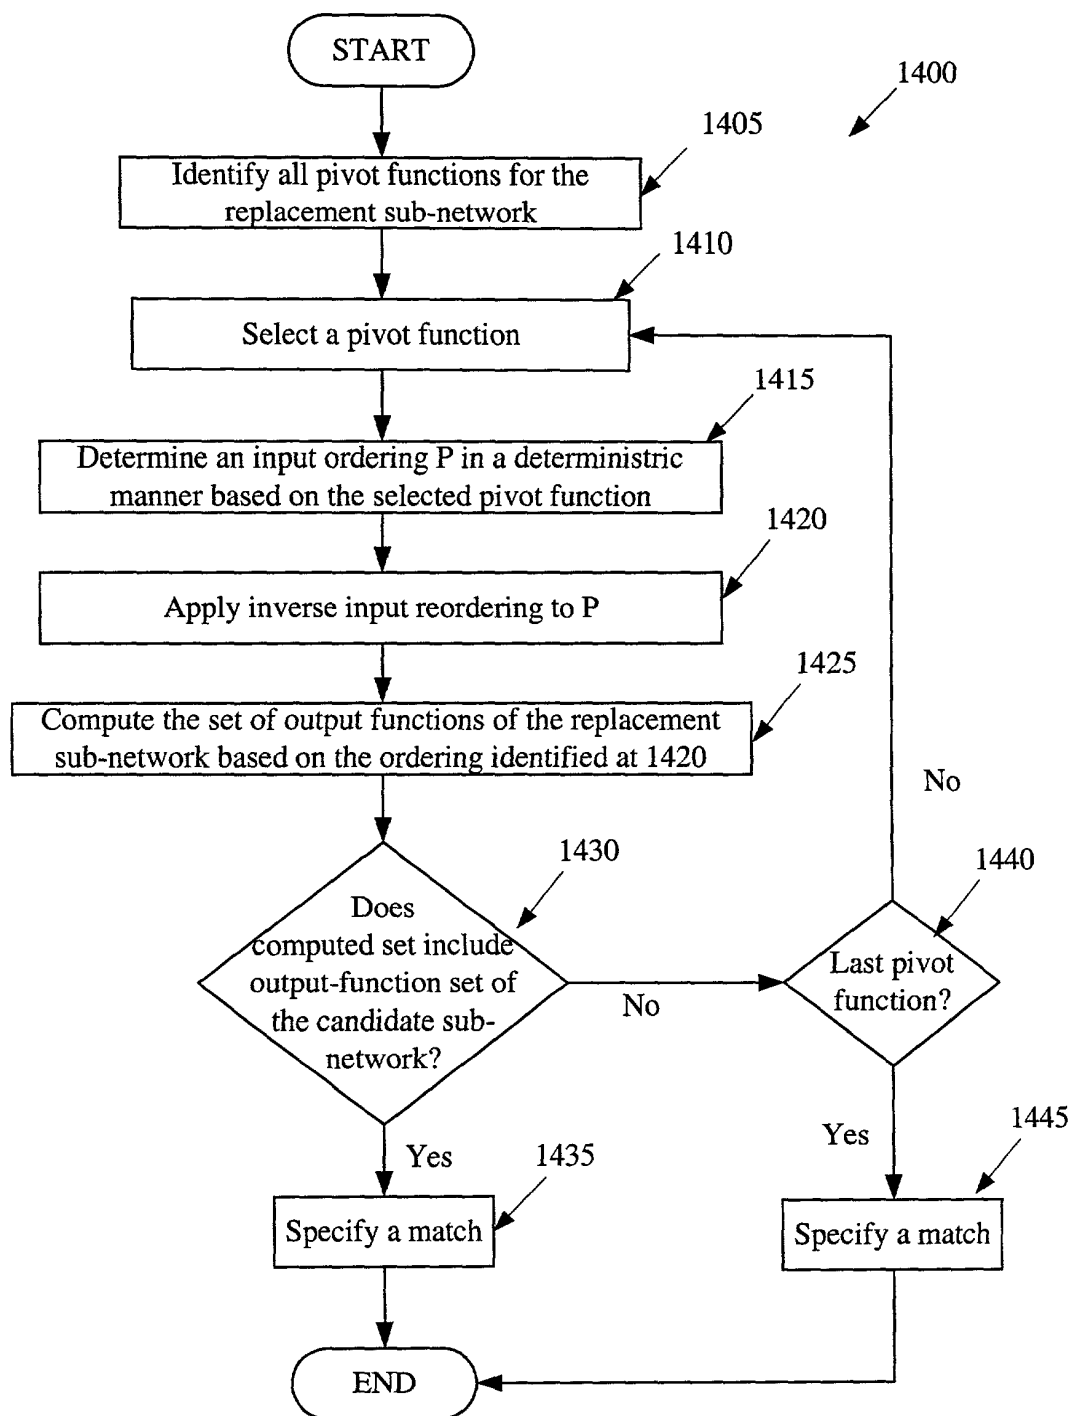 START
1400
1405
Identify all pivot functions for the
replacement sub-network
1410
Select a pivot function
1415
Determine an input ordering P in a deterministric
manner based on the selected pivot function
1420
Apply inverse input reordering to P
1425
Compute the set of output functions of the replacement
sub-network based on the ordering identified at 1420
No
1430
Does
computed set include
output-function set of
the candidate sub-
network?
No
1440
Last pivot
function?
Yes
1435
Specify a match
Yes
1445
Specify a match
END